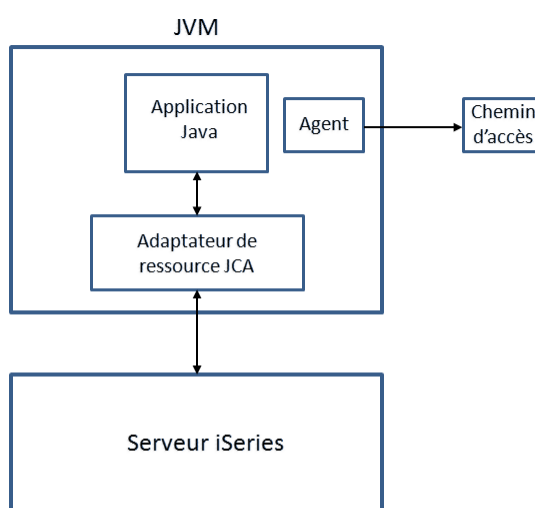 JVM
Application
Java
Agent
Chemin
d'accès
Adaptateur de
ressource JCA
Serveur iSeries